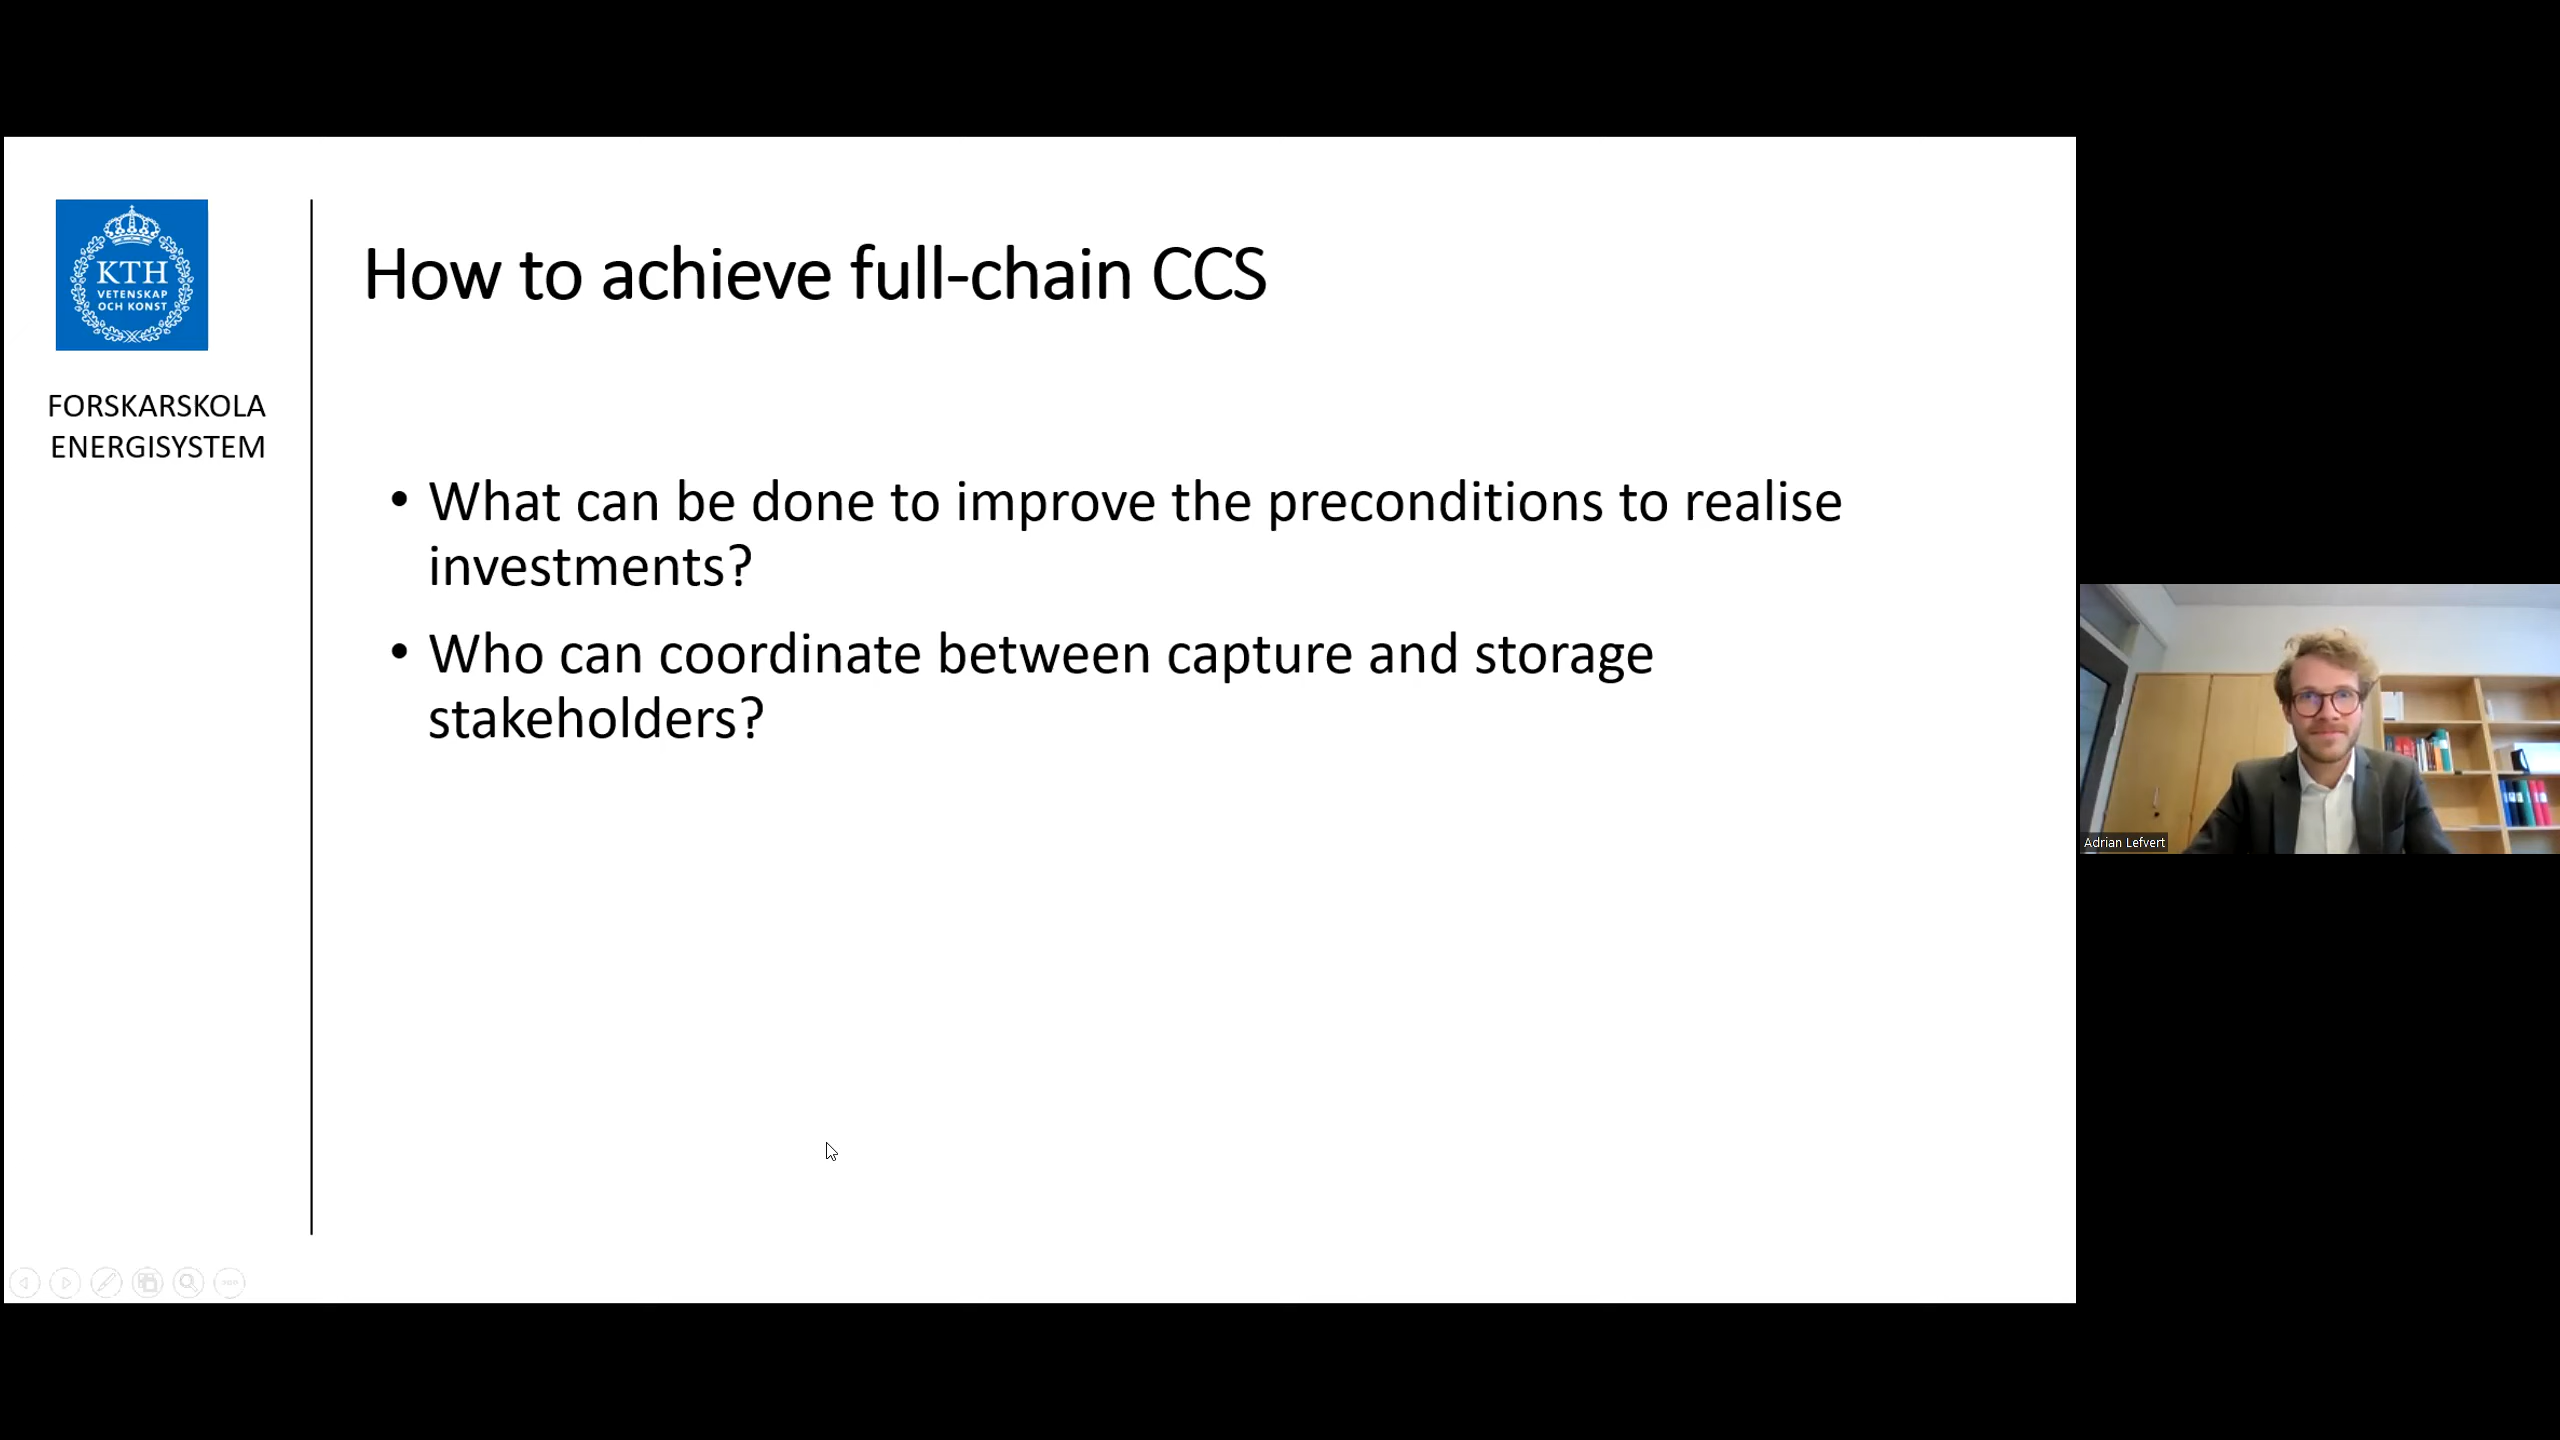 KTH
VETENSKAP
OCH KONST
FORSKARSKOLA
ENERGISYSTEM
How to achieve full-chain CCS
• What can be done to improve the preconditions to realise
investments?
• Who can coordinate between capture and storage
stakeholders?
Adrian Lefvert